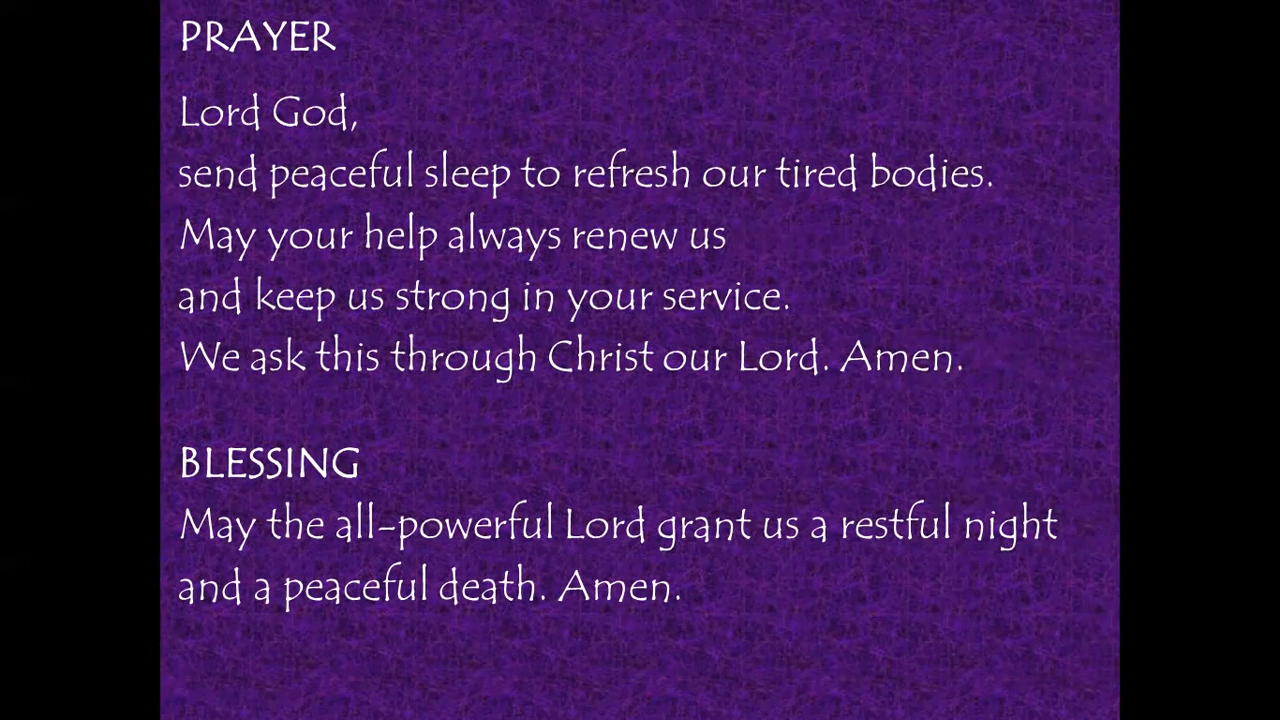 PRAYER
Lord God,
send peaceful sleep to refresh our tired bodies.
May your help always renew us
and keep us strong in your service.
We ask this through Christ our Lord. Amen.
BLESSING
May the all-powerful Lord grant us a restful night
and a peaceful death. Amen.